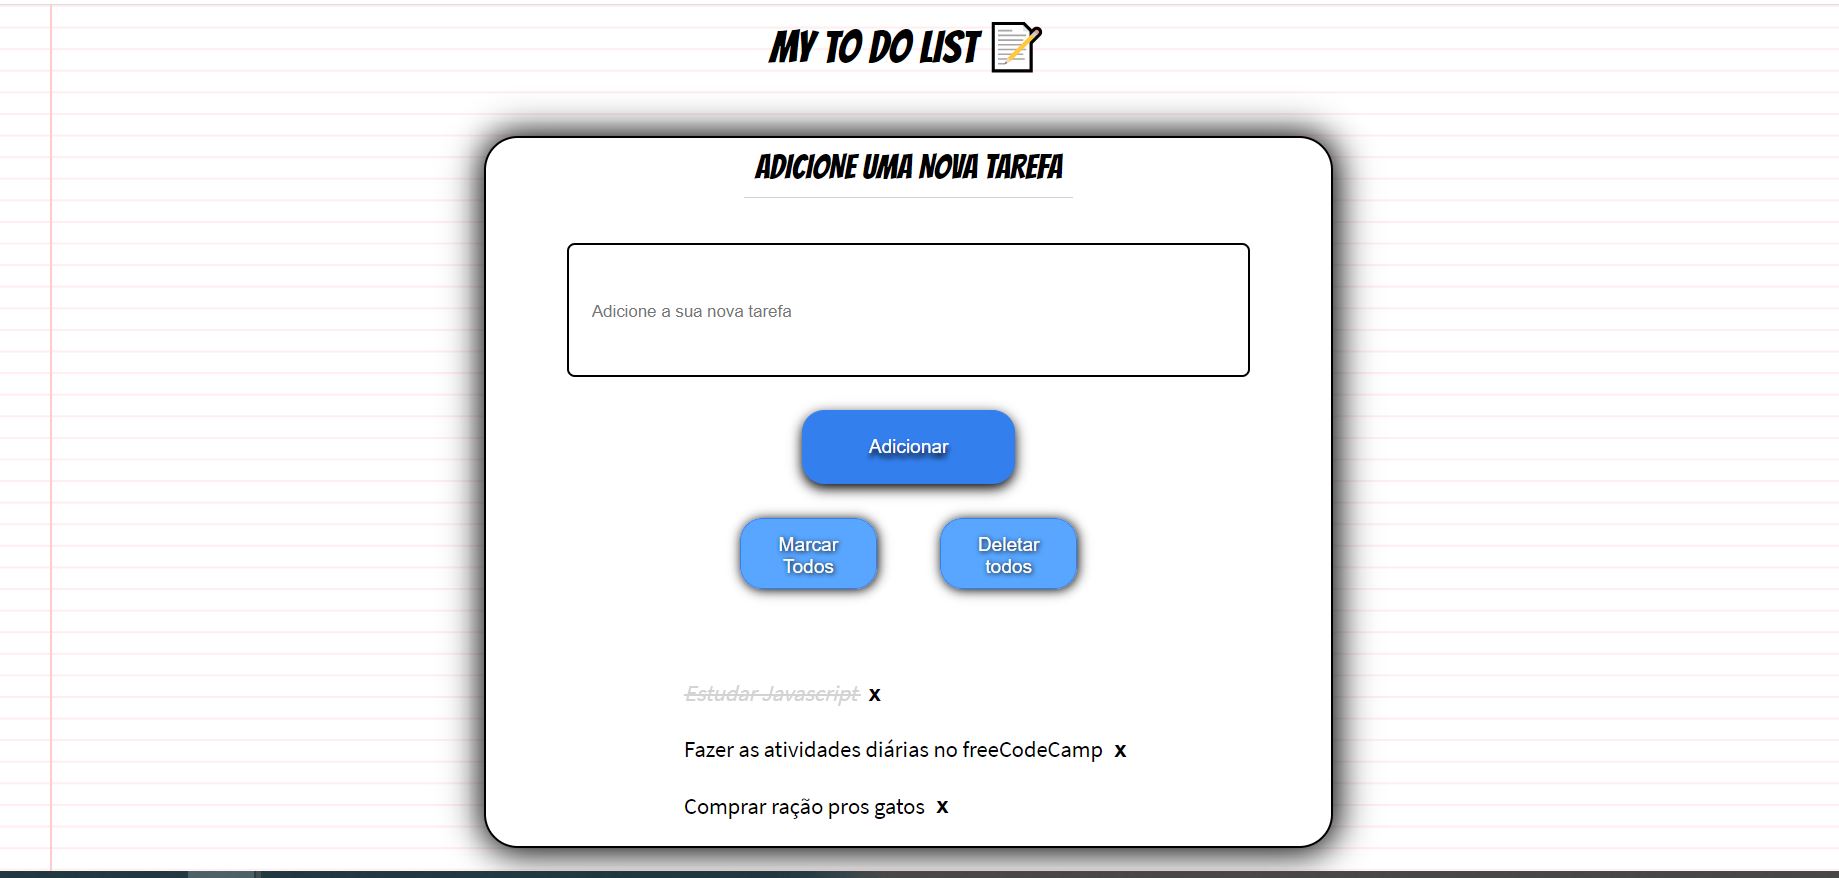 MY TO DO LIST
ADICIONE UMA NOVA TAREFA
Adicione a sua nova tarefa
Adicionar
Marcar
Todos
Deletar
todos
Estudar Javascript x
Fazer as atividades diárias no freeCodeCamp x
Comprar ração pros gatos x